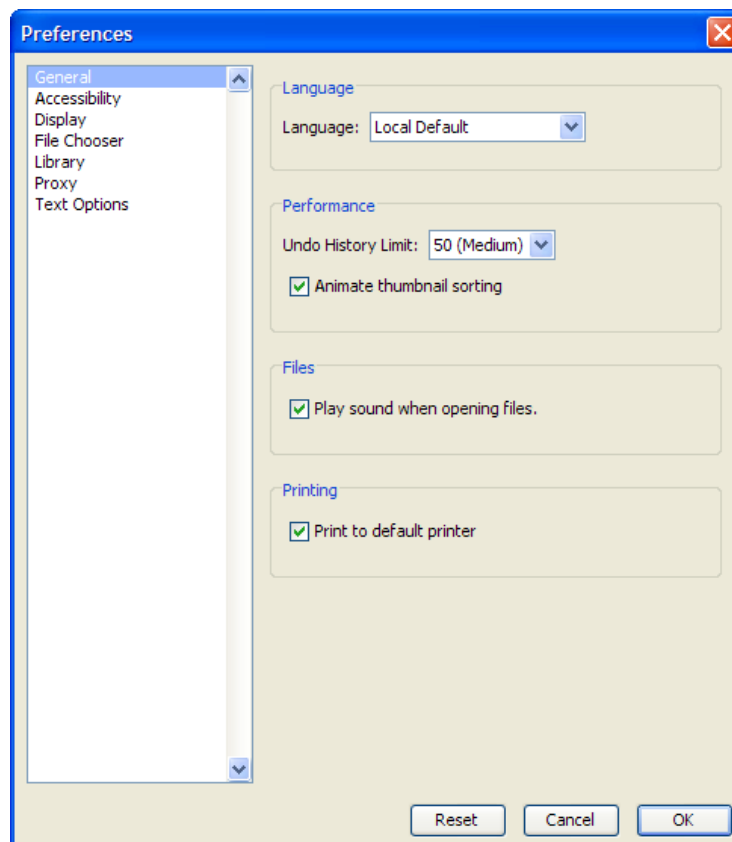 Preferences
General
Accessibility
Display
File Chooser
Library
Proxy
Text Options
Language
Language: Local Default
Performance
Undo History Limit: 50 (Medium)
Animate thumbnail sorting
Files
Play sound when opening files.
Printing
Print to default printer
Reset Cancel OK